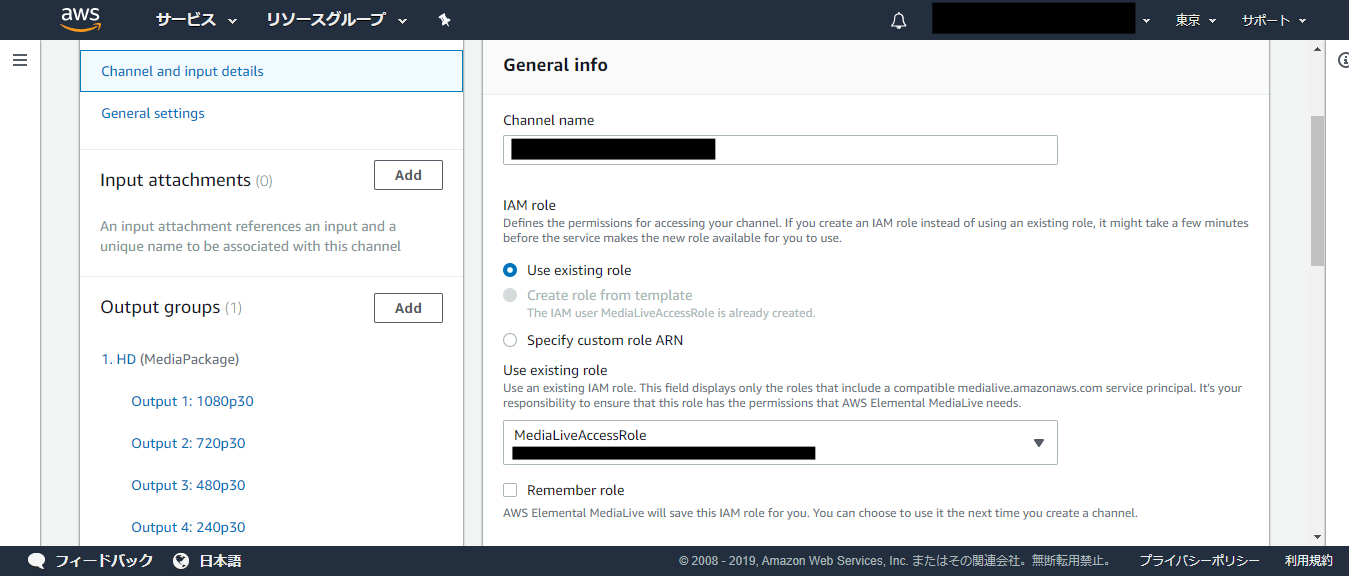 aws サービス リソースグループ 東京 サポート
Channel and input details
General settings
Input attachments (0) Add
An input attachment references an input and a
unique name to be associated with this channel
Output groups (1) Add
1. HD (MediaPackage)
Output 1: 1080p30
Output 2: 720p30
Output 3: 480p30
Output 4: 240p30
General info
Channel name
IAM role
Defines the permissions for accessing your channel. If you create an IAM role instead of using an existing role, it might take a few minutes
before the service makes the new role available for you to use.
Use existing role
Create role from template
The IAM user MediaLiveAccessRole is already created.
Specify custom role ARN
Use existing role
Use an existing IAM role. This field displays only the roles that include a compatible medialive.amazonaws.com service principal. It's your
responsibility to ensure that this role has the permissions that AWS Elemental MediaLive needs.
MediaLiveAccessRole
Remember role
AWS Elemental MediaLive will save this IAM role for you. You can choose to use it the next time you create a channel.
フィードバック 日本語 © 2008 - 2019, Amazon Web Services, Inc. またはその関連会社。無断転用禁止。 プライバシーポリシー 利用規約